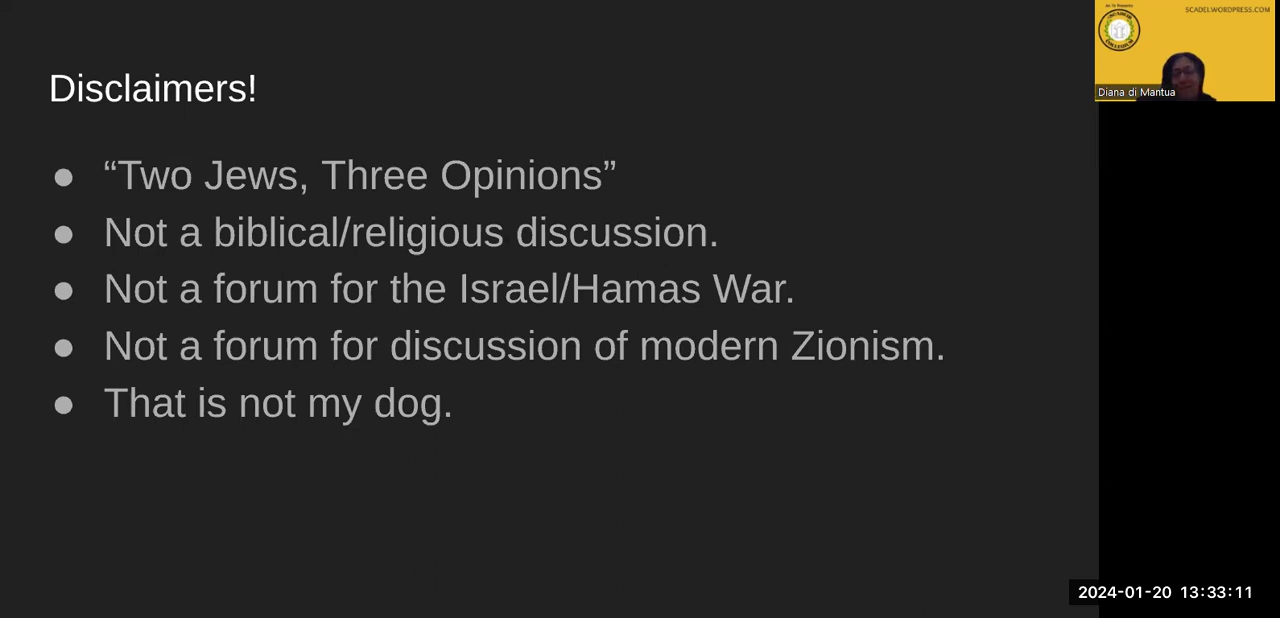 SCADEI.WORDPRESS.COM
Diana di Mantua
Disclaimers!
● “Two Jews, Three Opinions”
● Not a biblical/religious discussion.
● Not a forum for the Israel/Hamas War.
● Not a forum for discussion of modern Zionism.
● That is not my dog.
2024-01-20 13:33:11